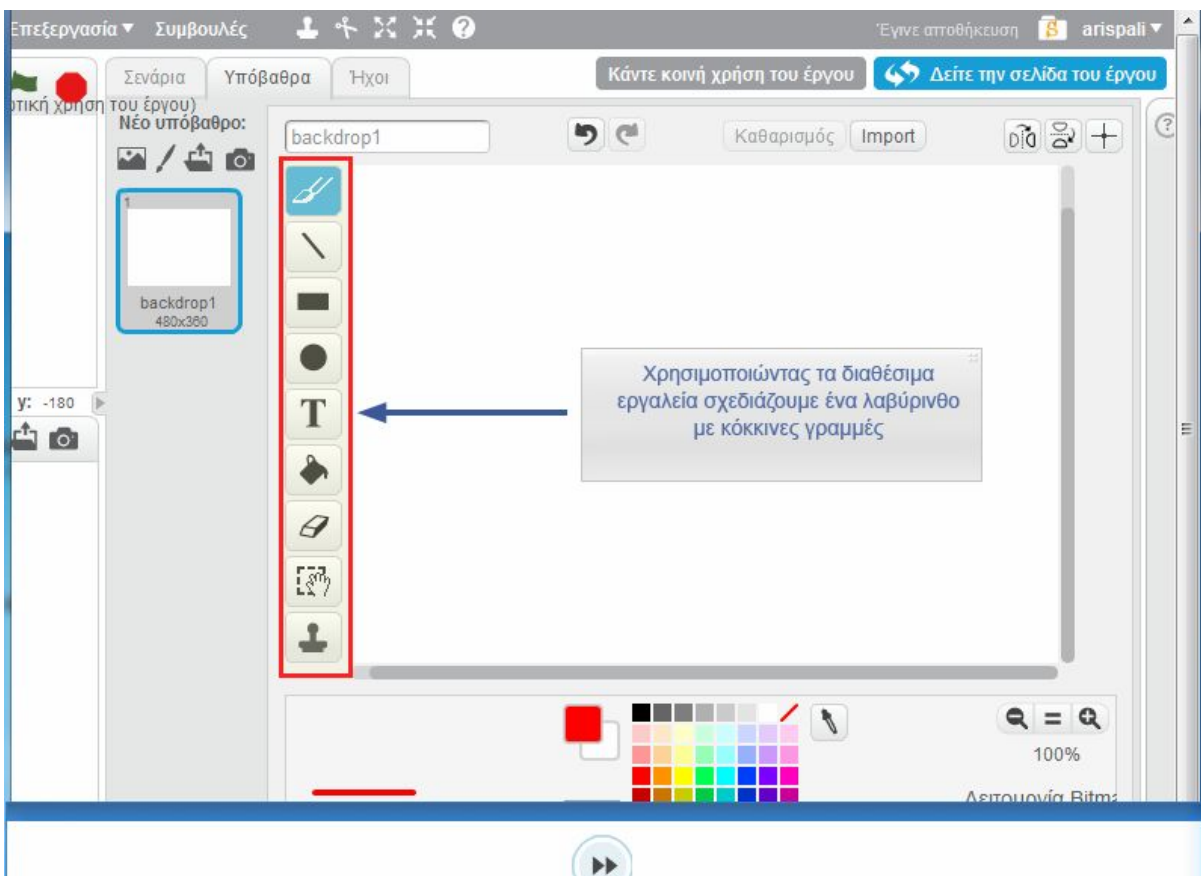 Επεξεργασία Συμβουλές
Έγινε αποθήκευση arispali
Σενάρια Υπόβαθρα Ήχοι
Κάντε κοινή χρήση του έργου Δείτε την σελίδα του έργου
του έργου)
Νέο υπόβαθρο:
backdrop1
Καθαρισμός Import
1
backdrop1
480x360
T
Χρησιμοποιώντας τα διαθέσιμα
εργαλεία σχεδιάζουμε ένα λαβύρινθο
με κόκκινες γραμμές
y: -180
100%
Λειτουργία Bitma